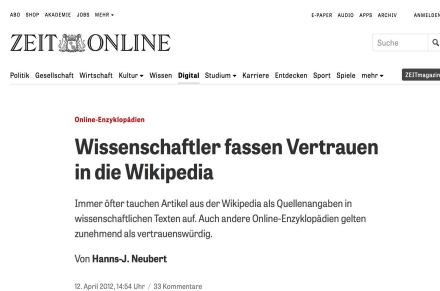 ABO SHOP AKADEMIE JOBS MEHR E-PAPER AUDIO APPS ARCHIV ANMELDEN
ZEIT ONLINE
Suche
Politik Gesellschaft Wirtschaft Kultur Wissen Digital Studium Karriere Entdecken Sport Spiele mehr ZEITmagazin
Online-Enzyklopädien
Wissenschaftler fassen Vertrauen
in die Wikipedia
Immer öfter tauchen Artikel aus der Wikipedia als Quellenangaben in
wissenschaftlichen Texten auf. Auch andere Online-Enzyklopädien gelten
zunehmend als vertrauenswürdig.
Von Hanns-J. Neubert
12. April 2012, 14:54 Uhr / 33 Kommentare